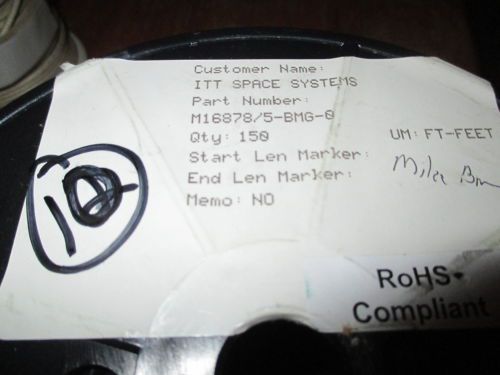 Customer Name:
ITT SPACE SYSTEMS
Part Number:
M16878/5-BMG-0
Qty: 150 UM: FT-FEET
Start Len Marker:
End Len Marker:
Memo: NO
10
RoHS
Compliant